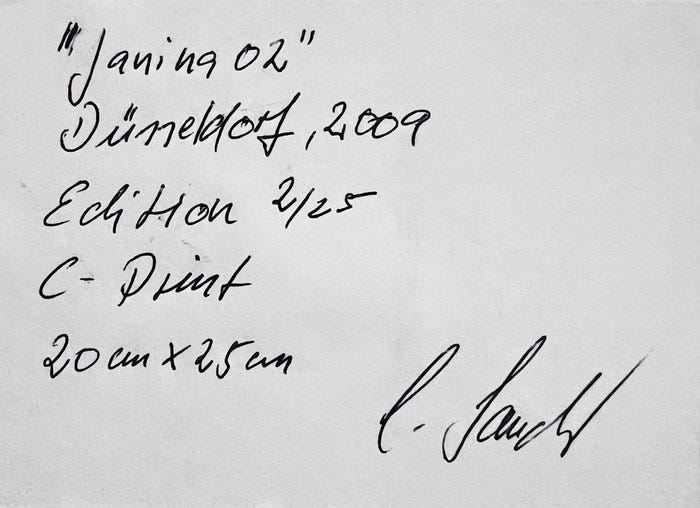 "Janina 02"
Düsseldorf, 2009
Edition 2/25
C-Print
20cm x 25cm